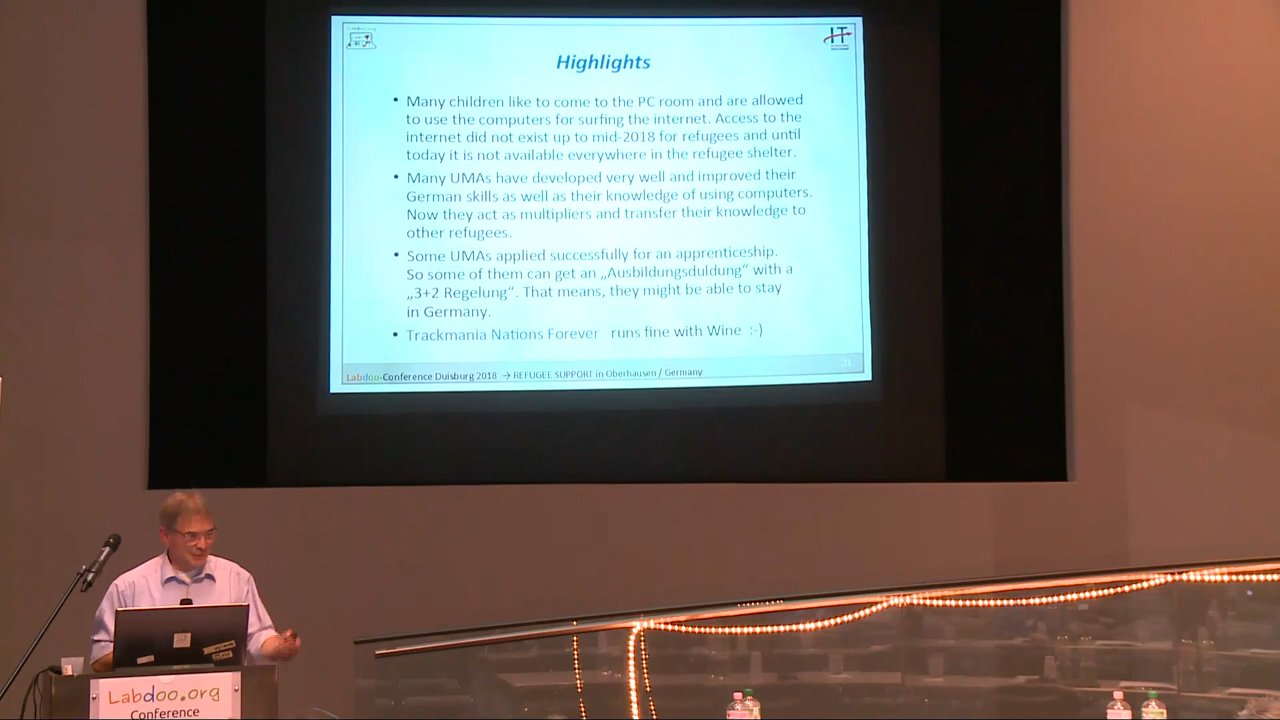 IT
Highlights
• Many children like to come to the PC room and are allowed
to use the computers for surfing the internet. Access to the
internet did not exist up to mid-2018 for refugees and until
today it is not available everywhere in the refugee shelter.
• Many UMAs have developed very well and improved their
German skills as well as their knowledge of using computers.
Now they act as multipliers and transfer their knowledge to
other refugees.
• Some UMAs applied successfully for an apprenticeship.
So some of them can get an „Ausbildungsduldung“ with a
„3+2 Regelung“. That means, they might be able to stay
in Germany.
• Trackmania Nations Forever runs fine with Wine :-)
31
Labdoo-Conference Duisburg 2018 → REFUGEE SUPPORT in Oberhausen / Germany
Labdoo.org
Conference